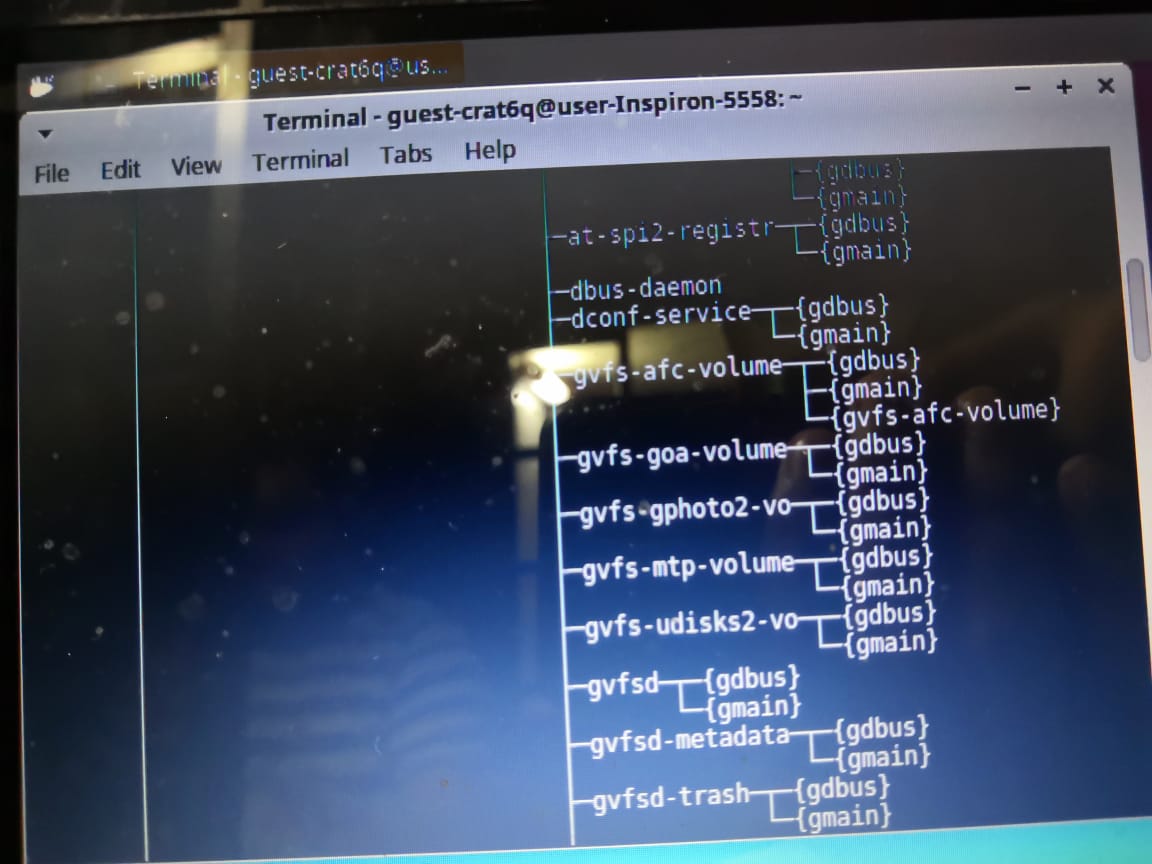 Terminal - guest-crat6q@us...
Terminal - guest-crat6q@user-Inspiron-5558: ~
File Edit View Terminal Tabs Help
├─{gdbus}
└─{gmain}
├─at-spi2-registr─┬─{gdbus}
└─{gmain}
├─dbus-daemon
├─dconf-service─┬─{gdbus}
└─{gmain}
├─gvfs-afc-volume─┬─{gdbus}
├─{gmain}
└─{gvfs-afc-volume}
├─gvfs-goa-volume─┬─{gdbus}
└─{gmain}
├─gvfs-gphoto2-vo─┬─{gdbus}
└─{gmain}
├─gvfs-mtp-volume─┬─{gdbus}
└─{gmain}
├─gvfs-udisks2-vo─┬─{gdbus}
└─{gmain}
├─gvfsd─┬─{gdbus}
└─{gmain}
├─gvfsd-metadata─┬─{gdbus}
└─{gmain}
├─gvfsd-trash─┬─{gdbus}
└─{gmain}